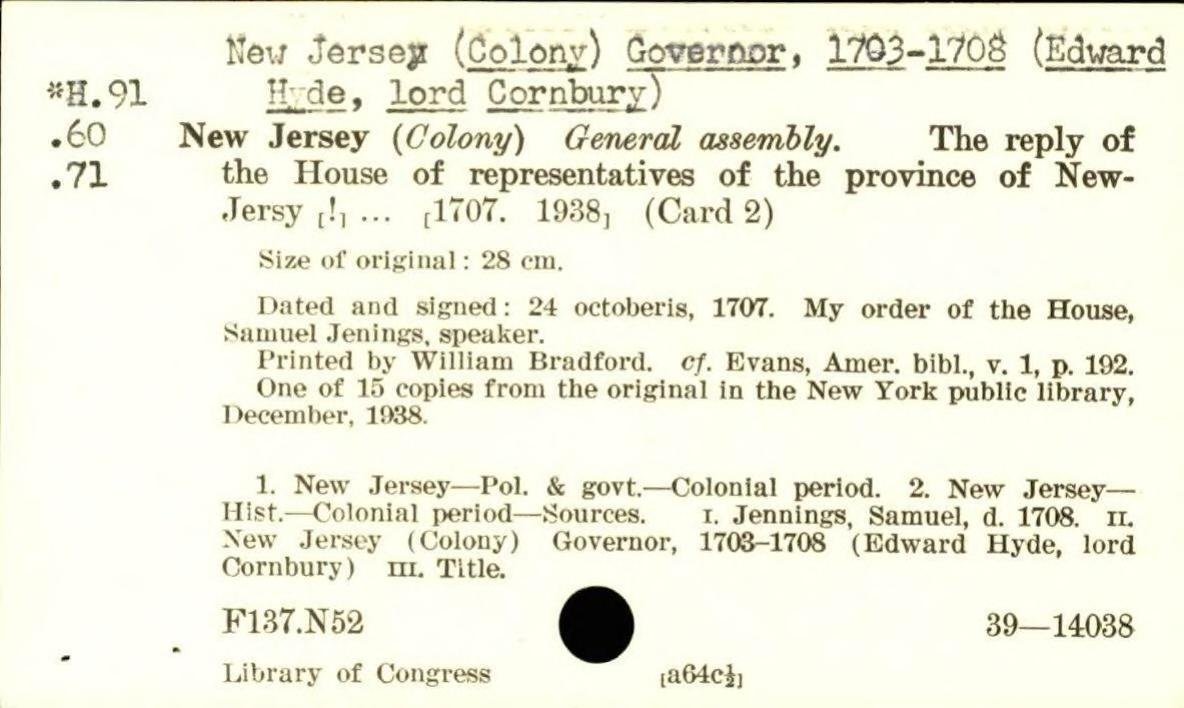 New Jersey (Colony) Governor, 1703-1708 (Edward
*H.91 Hyde, lord Cornbury)
.60 New Jersey (Colony) General assembly. The reply of
.71 the House of representatives of the province of New-
Jersy [!] ... [1707. 1938] (Card 2)
Size of original: 28 cm.
Dated and signed: 24 octoberis, 1707. My order of the House,
Samuel Jenings, speaker.
Printed by William Bradford. cf. Evans, Amer. bibl., v. 1, p. 192.
One of 15 copies from the original in the New York public library,
December, 1938.
1. New Jersey—Pol. & govt.—Colonial period. 2. New Jersey—
Hist.—Colonial period—Sources. I. Jennings, Samuel, d. 1708. II.
New Jersey (Colony) Governor, 1703–1708 (Edward Hyde, lord
Cornbury) III. Title.
F137.N52 39—14038
Library of Congress [a64c½]